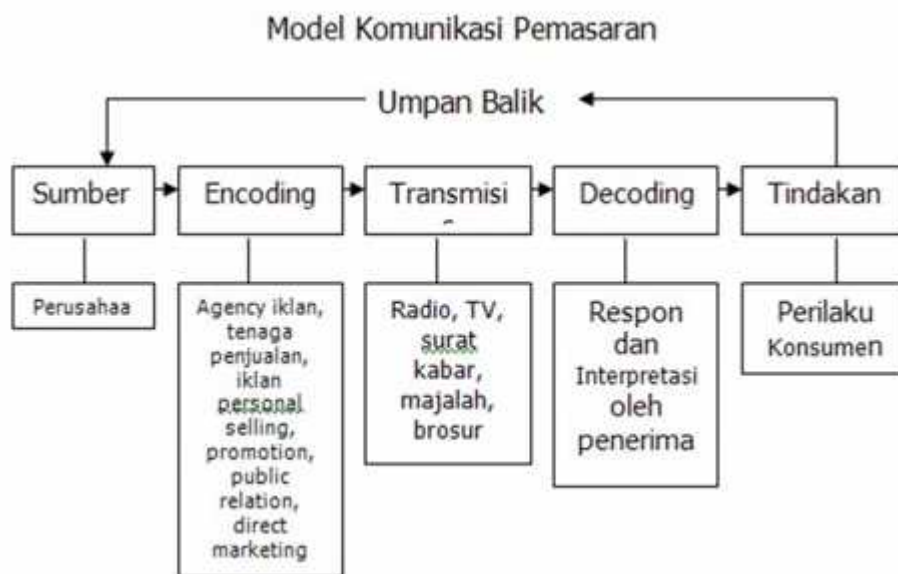 Model Komunikasi Pemasaran
Umpan Balik
Sumber
Encoding
Transmisi
Decoding
Tindakan
Perusahaa
Agency iklan,
tenaga
penjualan,
iklan
personal
selling,
promotion,
public
relation,
direct
marketing
Radio, TV,
surat
kabar,
majalah,
brosur
Respon
dan
Interpretasi
oleh
penerima
Perilaku
Konsumen